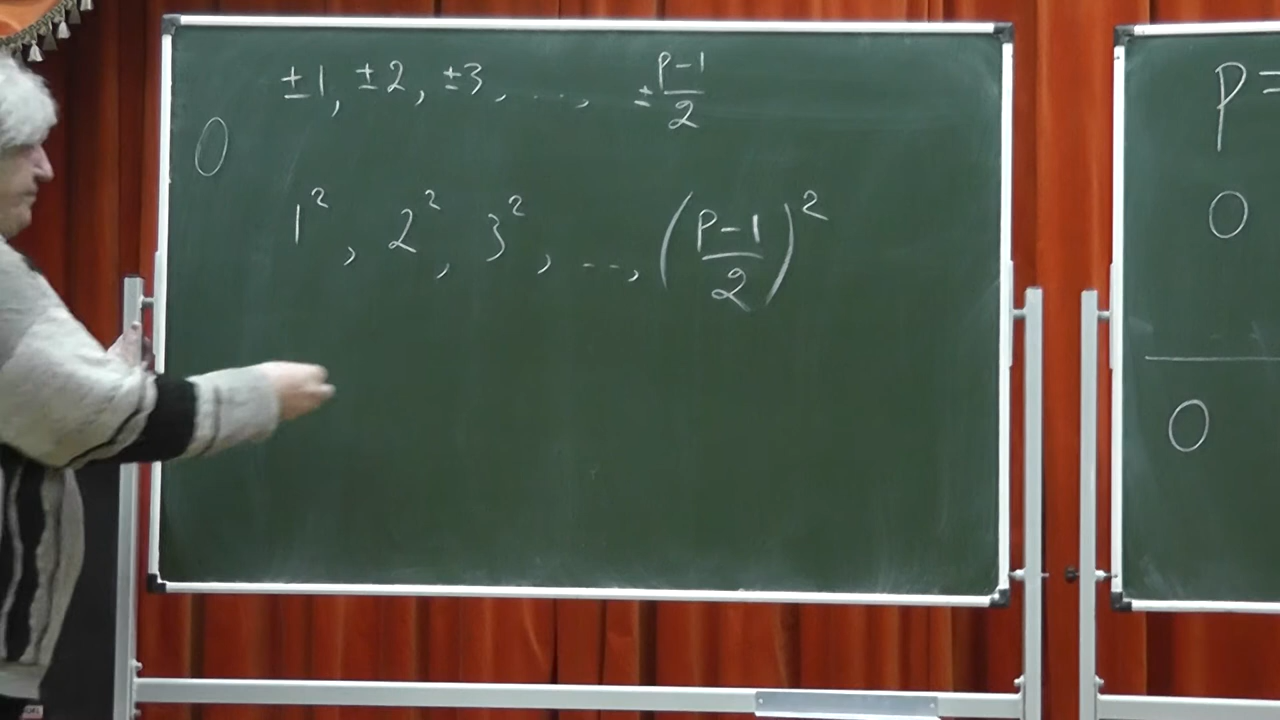 ±1, ±2, ±3, ..., ±(p-1)/2
0
1², 2², 3², ..., ((p-1)/2)²
p =
0
0